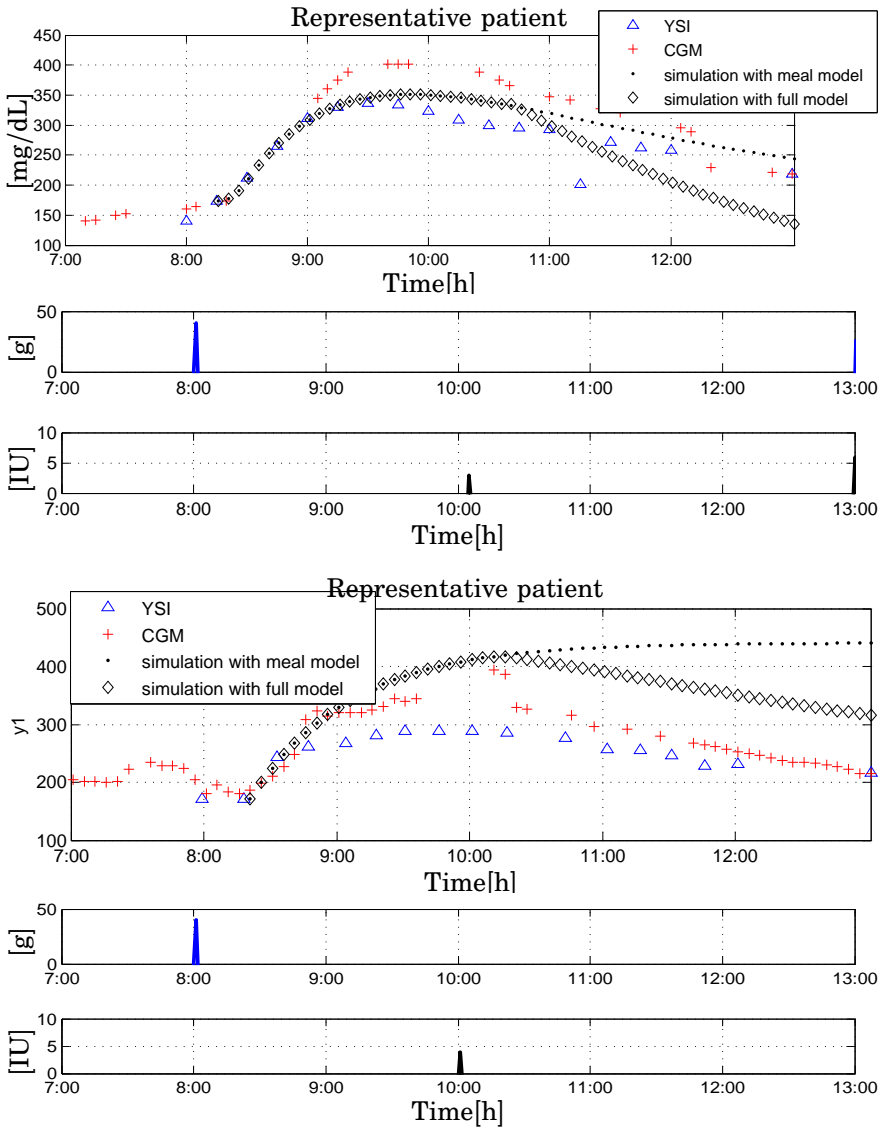 Representative patient
YSI
CGM
simulation with meal model
simulation with full model
[mg/dL]
450
400
350
300
250
200
150
100
7:00 8:00 9:00 10:00 11:00 12:00
Time[h]
[g]
50
0
7:00 8:00 9:00 10:00 11:00 12:00 13:00
[IU]
10
5
0
7:00 8:00 9:00 10:00 11:00 12:00 13:00
Time[h]
Representative patient
YSI
CGM
simulation with meal model
simulation with full model
y1
500
400
300
200
100
7:00 8:00 9:00 10:00 11:00 12:00
Time[h]
[g]
50
0
7:00 8:00 9:00 10:00 11:00 12:00 13:00
[IU]
10
5
0
7:00 8:00 9:00 10:00 11:00 12:00 13:00
Time[h]